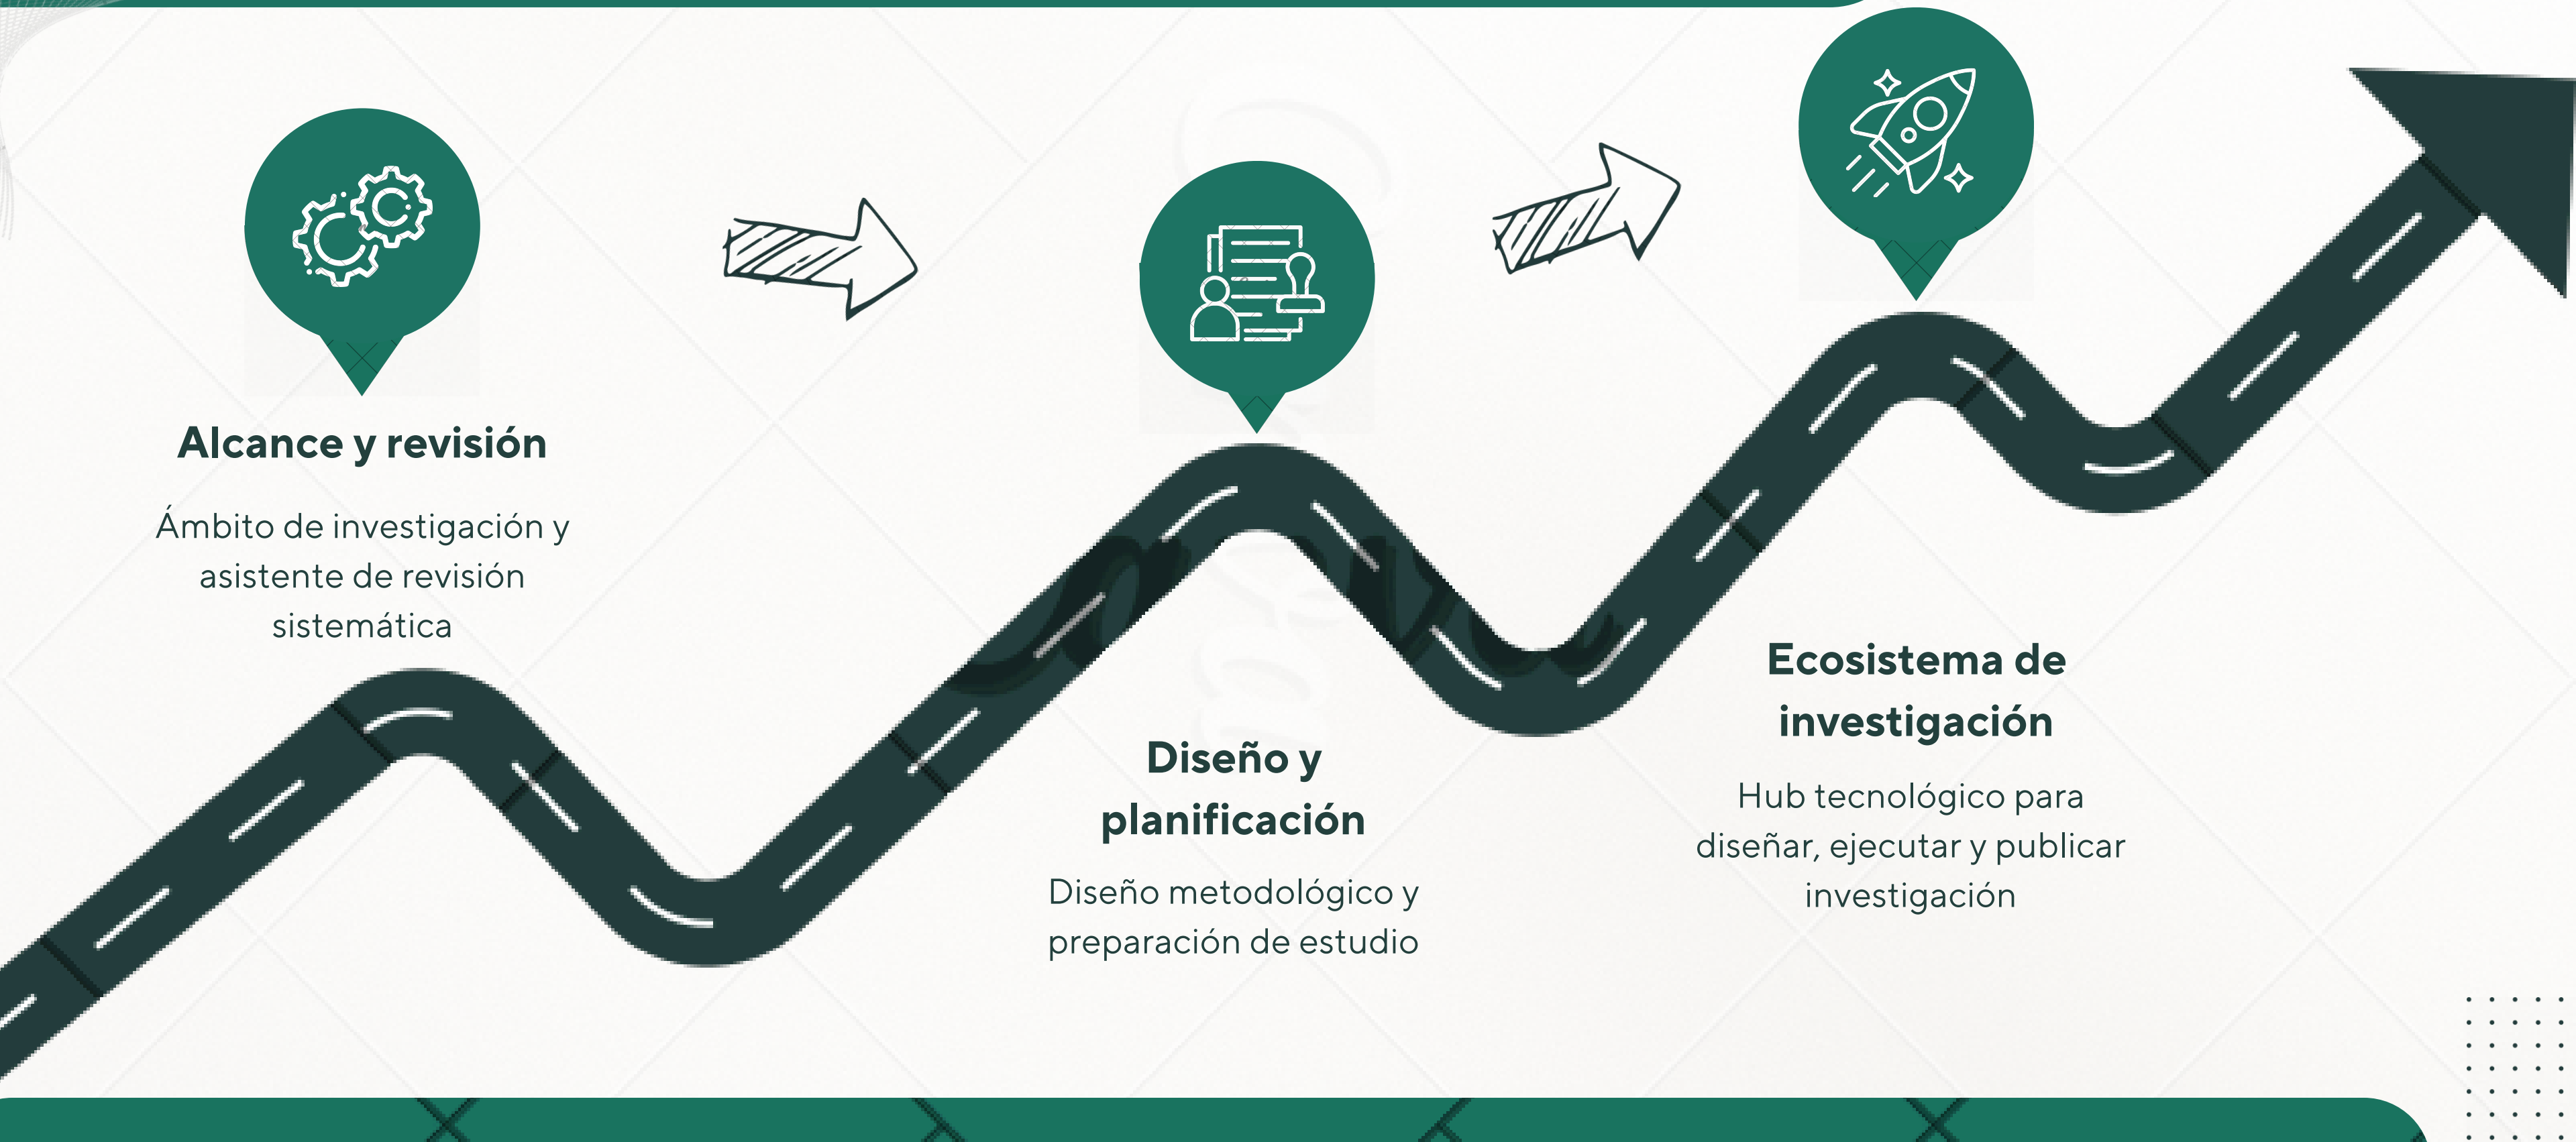 Alcance y revisión
Ámbito de investigación y
asistente de revisión
sistemática
Diseño y
planificación
Diseño metodológico y
preparación de estudio
Ecosistema de
investigación
Hub tecnológico para
diseñar, ejecutar y publicar
investigación